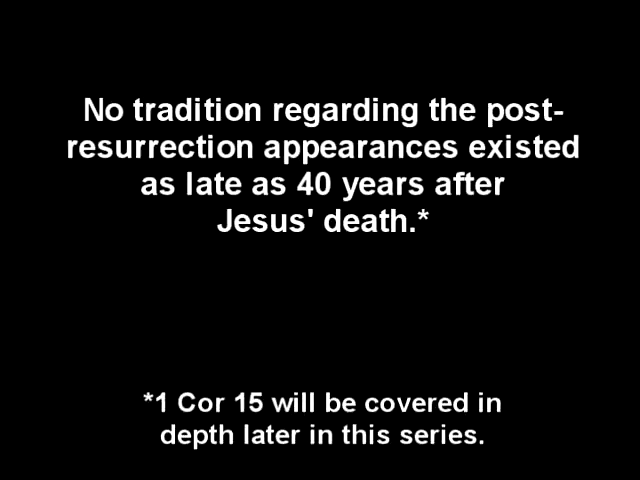 No tradition regarding the post-
resurrection appearances existed
as late as 40 years after
Jesus' death.*
*1 Cor 15 will be covered in
depth later in this series.